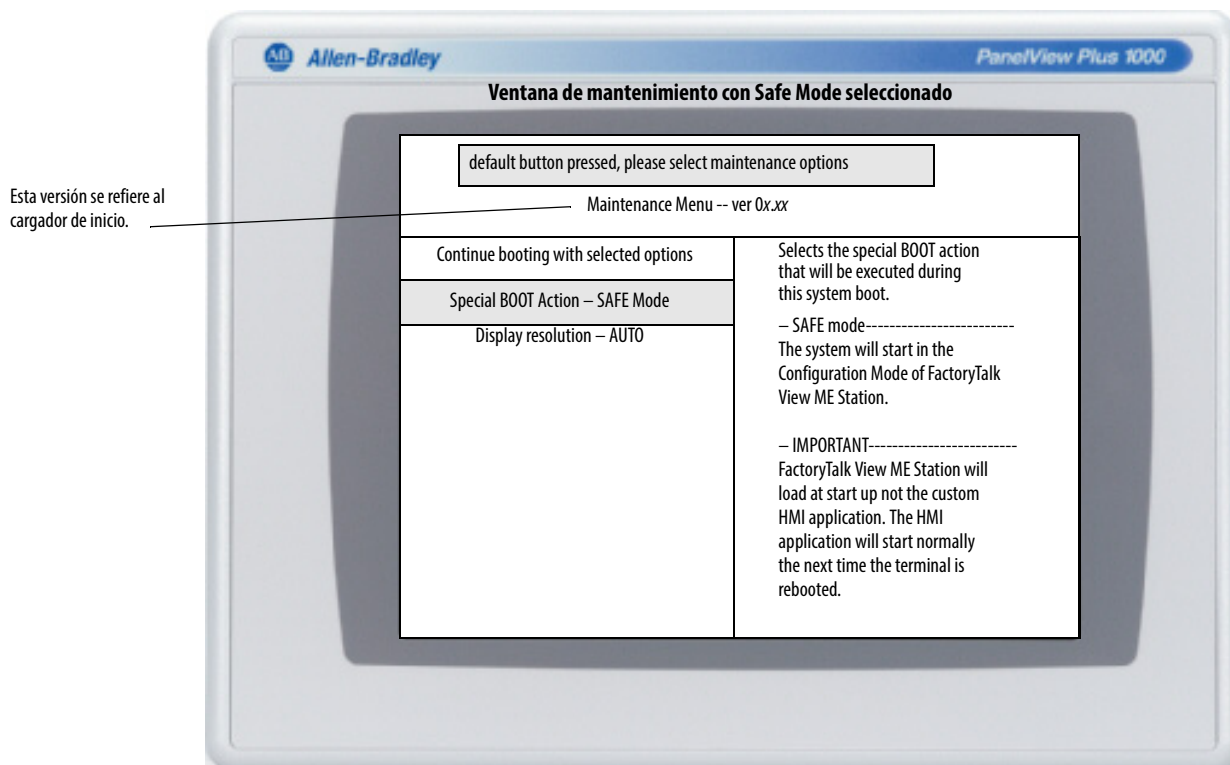 AB Allen-Bradley
PanelView Plus 1000
Ventana de mantenimiento con Safe Mode seleccionado
default button pressed, please select maintenance options
Esta versión se refiere al
cargador de inicio.
Maintenance Menu -- ver 0x.xx
Continue booting with selected options
Special BOOT Action – SAFE Mode
Display resolution – AUTO
Selects the special BOOT action
that will be executed during
this system boot.
– SAFE mode-------------------------
The system will start in the
Configuration Mode of FactoryTalk
View ME Station.
– IMPORTANT-------------------------
FactoryTalk View ME Station will
load at start up not the custom
HMI application. The HMI
application will start normally
the next time the terminal is
rebooted.